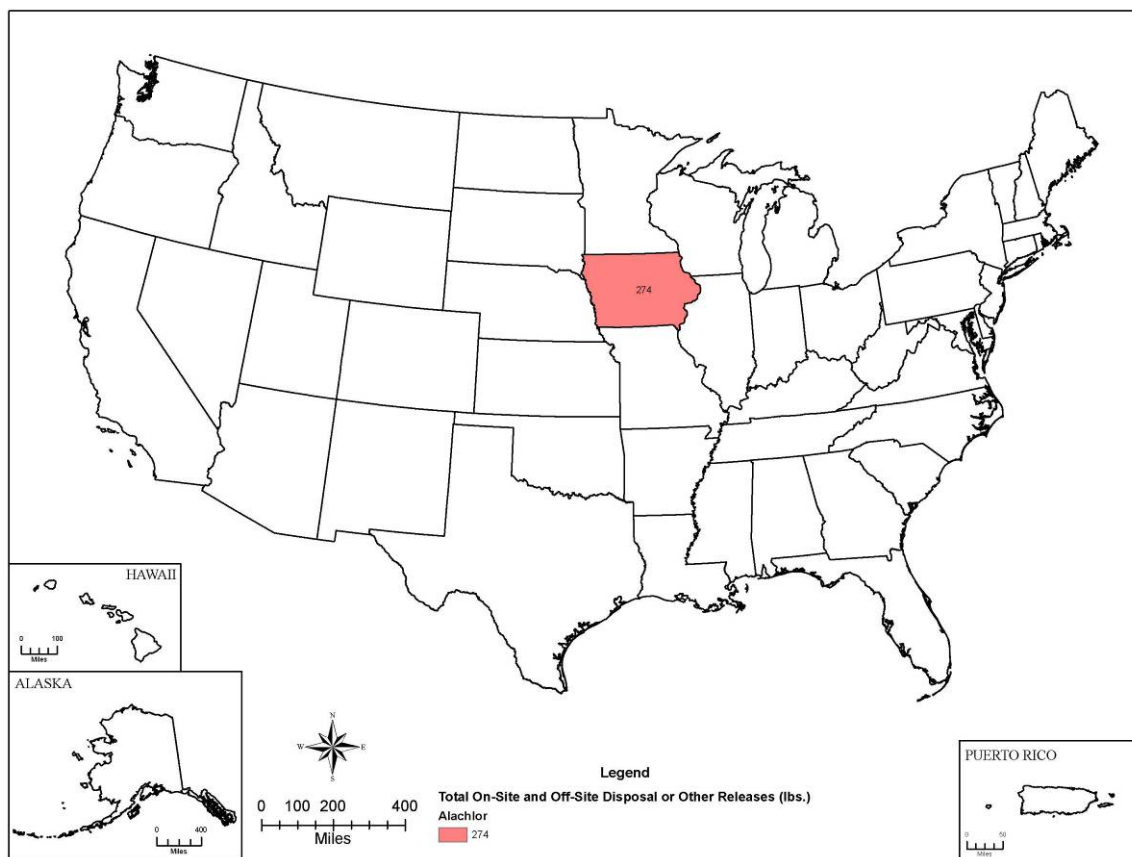 274
HAWAII
0 100
Miles
ALASKA
0 400
Miles
N
W E
S
0 100 200 300 400
Miles
Legend
Total On-Site and Off-Site Disposal or Other Releases (lbs.)
Alachlor
274
PUERTO RICO
0 50
Miles